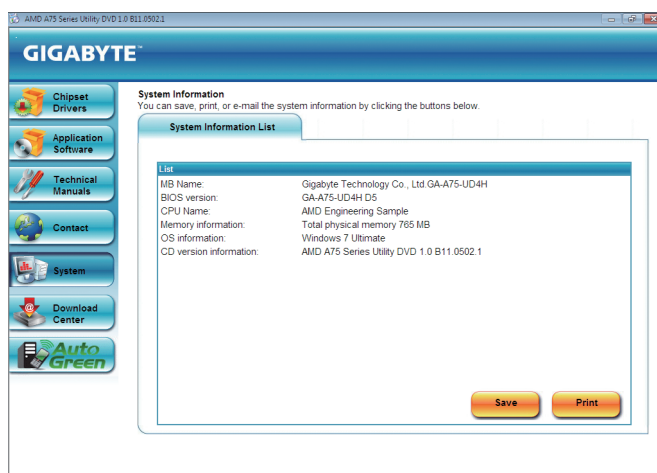 AMD A75 Series Utility DVD 1.0 B11.0502.1
GIGABYTE™
Chipset
Drivers
Application
Software
Technical
Manuals
Contact
System
Download
Center
Auto
Green
System Information
You can save, print, or e-mail the system information by clicking the buttons below.
System Information List
List
MB Name: Gigabyte Technology Co., Ltd.GA-A75-UD4H
BIOS version: GA-A75-UD4H D5
CPU Name: AMD Engineering Sample
Memory information: Total physical memory 765 MB
OS information: Windows 7 Ultimate
CD version information: AMD A75 Series Utility DVD 1.0 B11.0502.1
Save Print